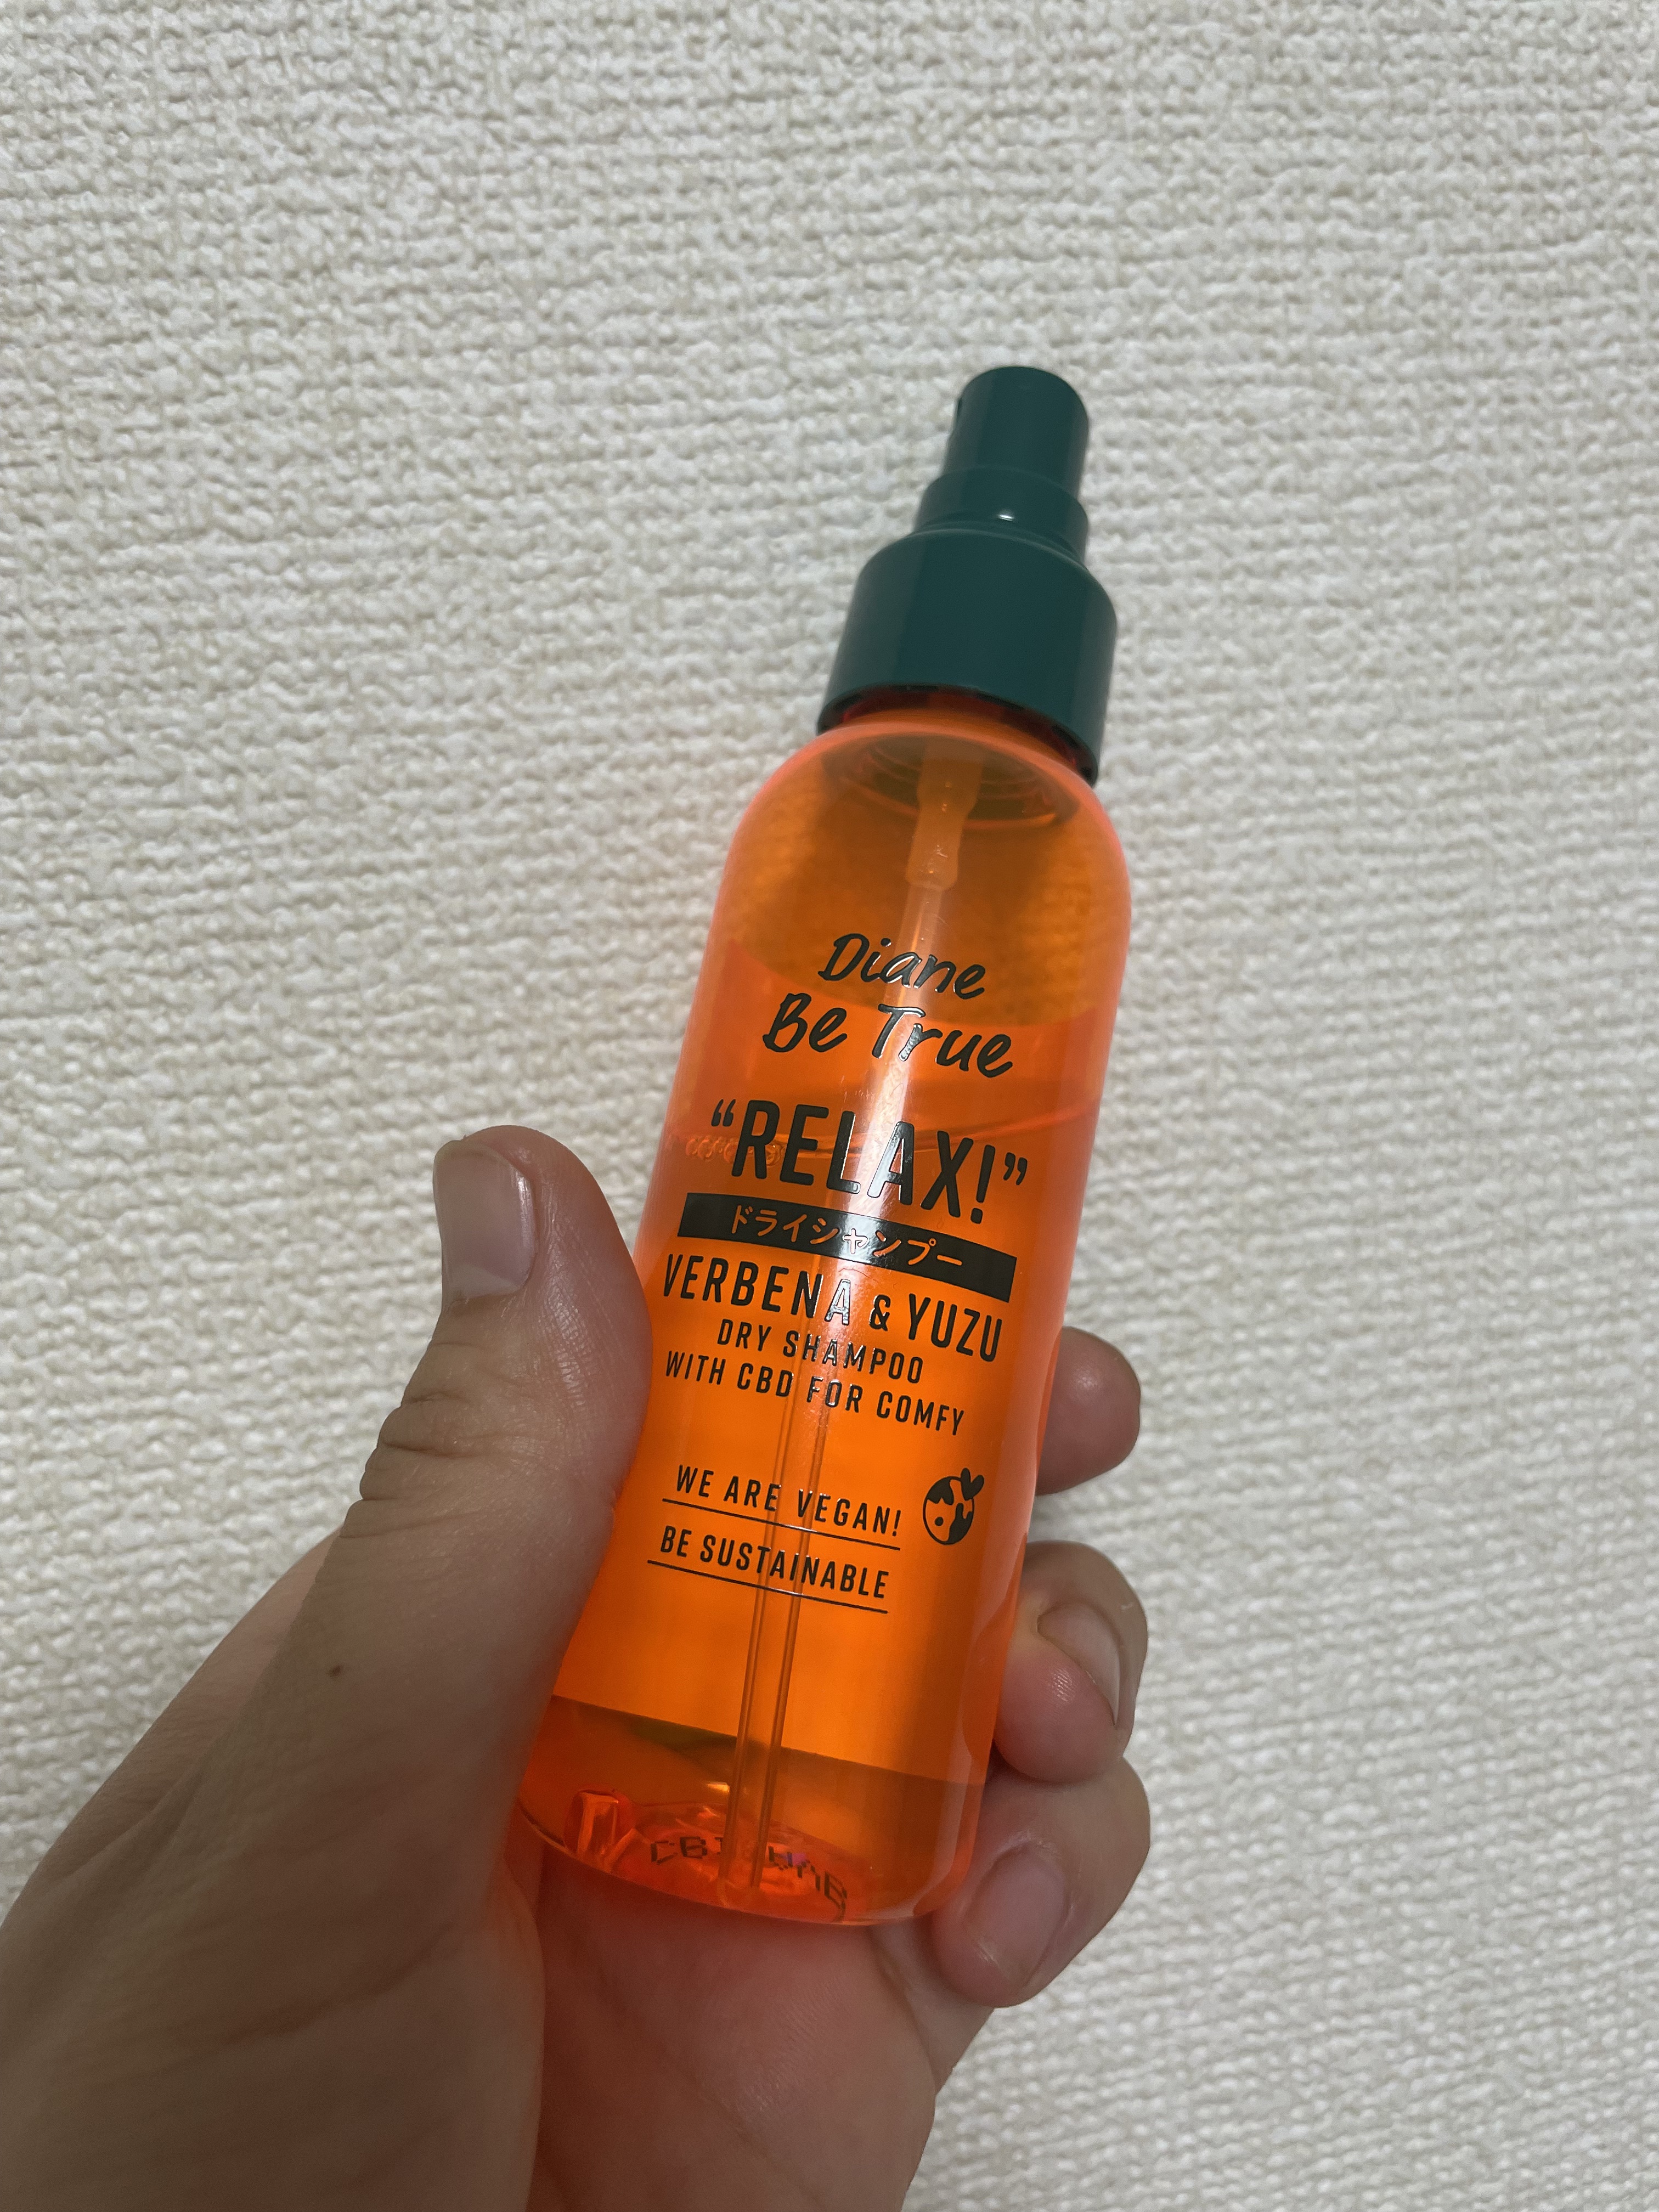 Diane
Be True
“RELAX!”
ドライシャンプー
VERBENA & YUZU
DRY SHAMPOO
WITH CBD FOR COMFY
WE ARE VEGAN!
BE SUSTAINABLE